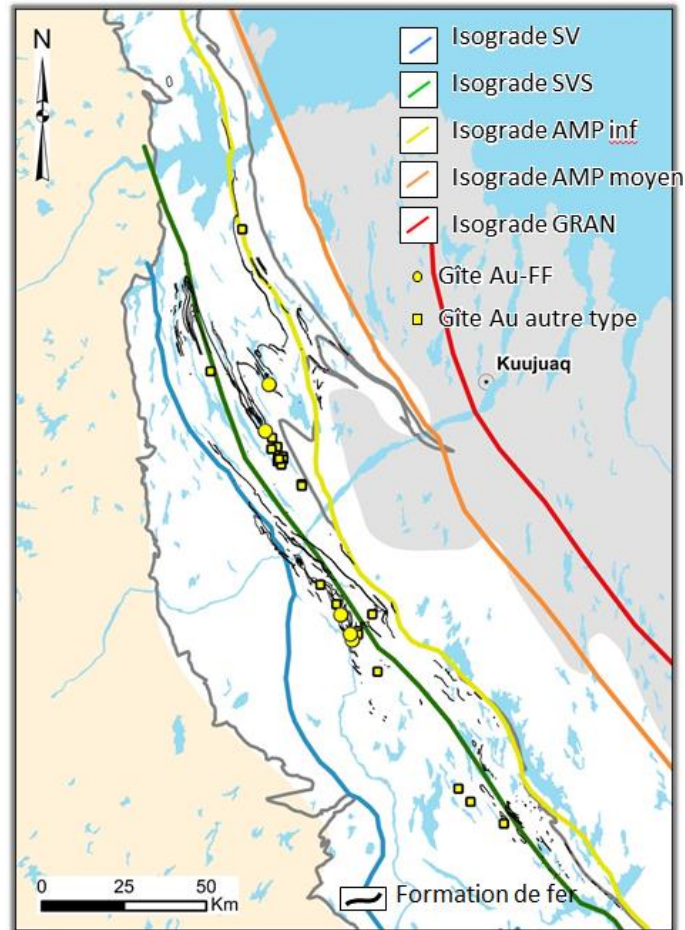 N
Isograde SV
Isograde SVS
Isograde AMP inf
Isograde AMP moyen
Isograde GRAN
Gîte Au-FF
Gîte Au autre type
Kuujuaq
0 25 50
Km
Formation de fer